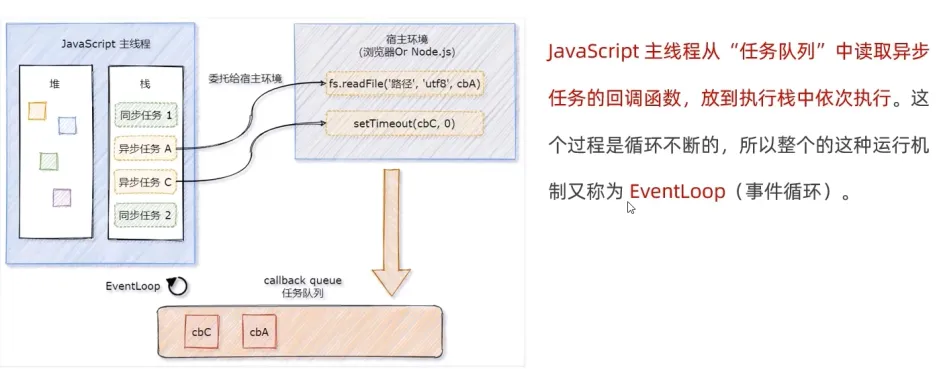 JavaScript 主线程
堆
栈
同步任务 1
异步任务 A
异步任务 C
同步任务 2
委托给宿主环境
宿主环境
(浏览器Or Node.js)
fs.readFile('路径', 'utf8', cbA)
setTimeout(cbC, 0)
EventLoop
callback queue
任务队列
cbC
cbA
JavaScript 主线程从“任务队列”中读取异步
任务的回调函数，放到执行栈中依次执行。这
个过程是循环不断的，所以整个的这种运行机
制又称为 EventLoop（事件循环）。